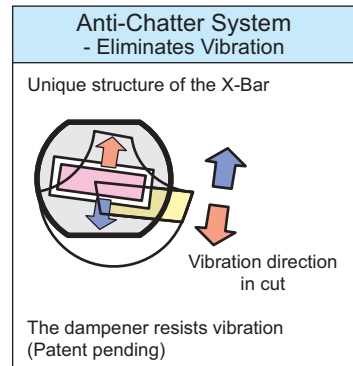 Anti-Chatter System
- Eliminates Vibration
Unique structure of the X-Bar
Vibration direction
in cut
The dampener resists vibration
(Patent pending)